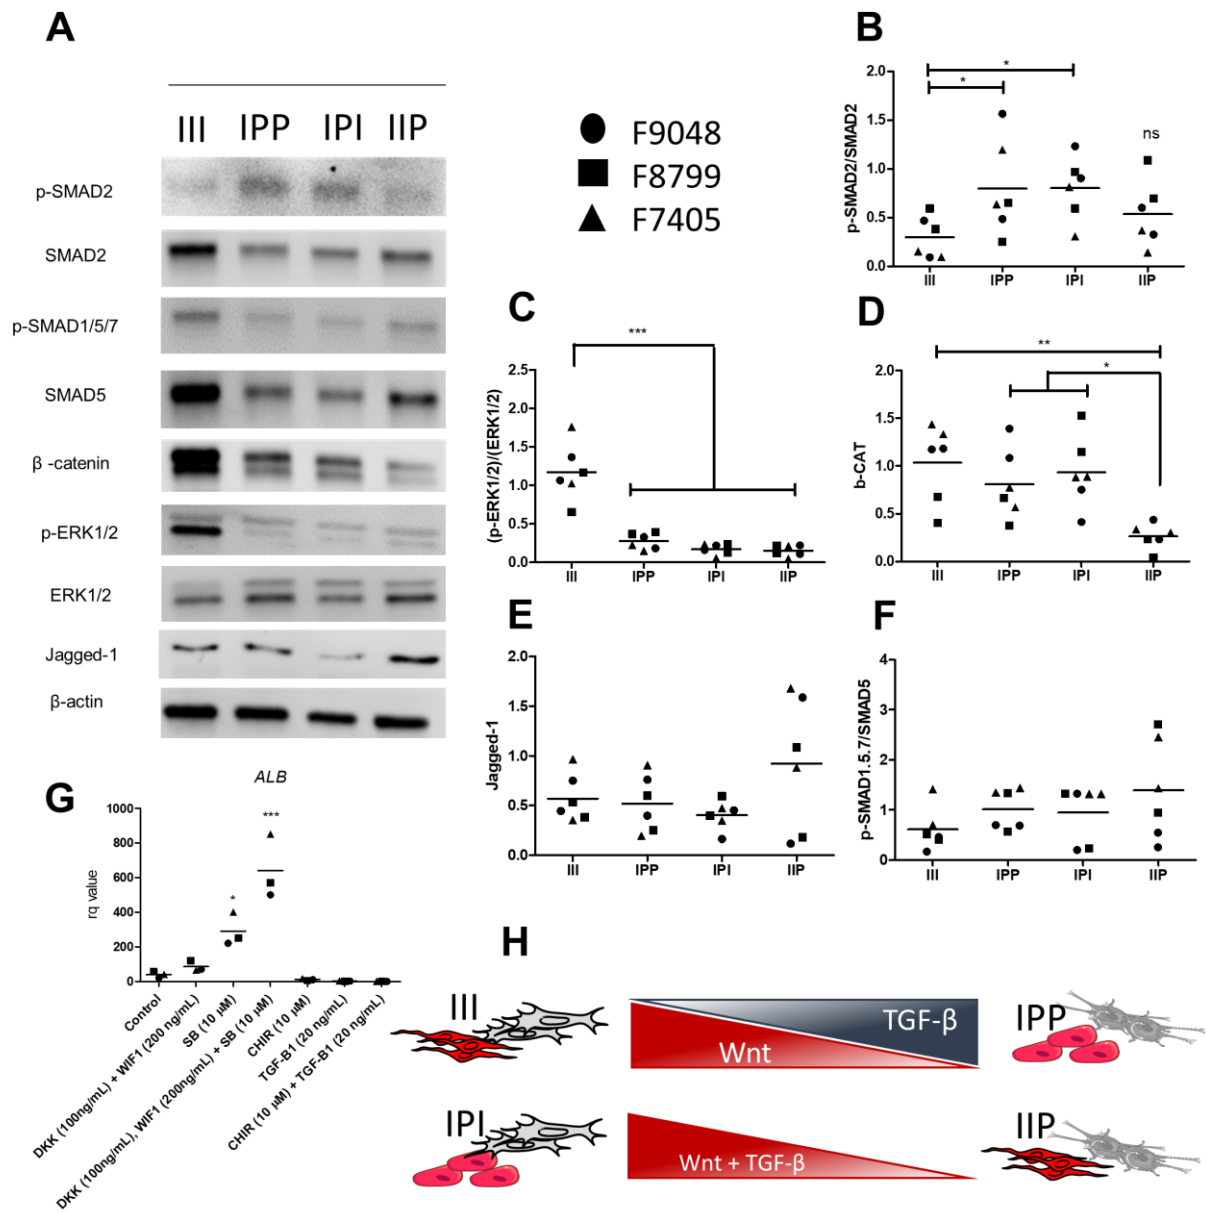 A
III IPP IPI IIP
p-SMAD2
SMAD2
p-SMAD1/5/7
SMAD5
β -catenin
p-ERK1/2
ERK1/2
Jagged-1
β-actin
F9048
F8799
F7405
B
p-SMAD2/SMAD2
2.0
1.5
1.0
0.5
0.0
*
*
ns
III IPP IPI IIP
C
(p-ERK1/2)/(ERK1/2)
2.5
2.0
1.5
1.0
0.5
0.0
***
III IPP IPI IIP
D
b-CAT
2.0
1.5
1.0
0.5
0.0
**
*
III IPP IPI IIP
E
Jagged-1
2.0
1.5
1.0
0.5
0.0
III IPP IPI IIP
F
p-SMAD1.5.7/SMAD5
4
3
2
1
0
III IPP IPI IIP
G
ALB
rq value
1000
800
600
400
200
0
*
***
Control
DKK (100ng/mL) + WIF1 (200 ng/mL)
SB (10 µM)
DKK (100ng/mL), WIF1 (200ng/mL) + SB (10 µM)
CHIR (10 µM)
TGF-B1 (20 ng/mL)
CHIR (10 µM) + TGF-B1 (20 ng/mL)
H
III
TGF-β
Wnt
IPP
IPI
Wnt + TGF-β
IIP